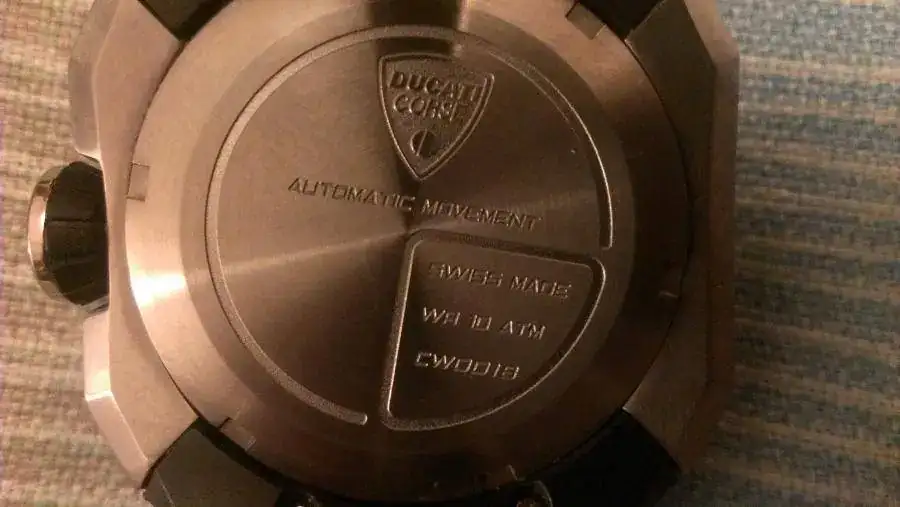 DUCATI
CORSE
AUTOMATIC MOVEMENT
SWISS MADE
WR 10 ATM
CW0018